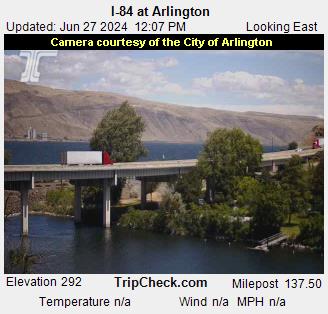 I-84 at Arlington
Updated: Jun 27 2024 12:07 PM Looking East
Camera courtesy of the City of Arlington
Elevation 292 TripCheck.com Milepost 137.50
Temperature n/a Wind n/a MPH n/a